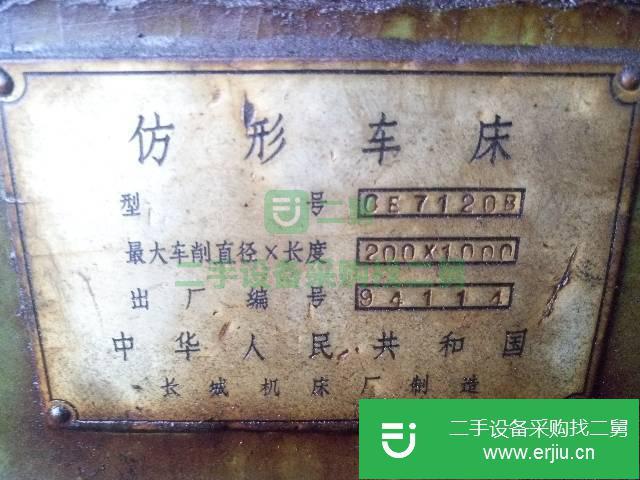 仿形车床
型号 CE7120B
最大车削直径×长度 200X1000
出厂编号 94114
中华人民共和国
长城机床厂制造
二手设备采购找二舅
二手设备采购找二舅
www.erjiu.cn